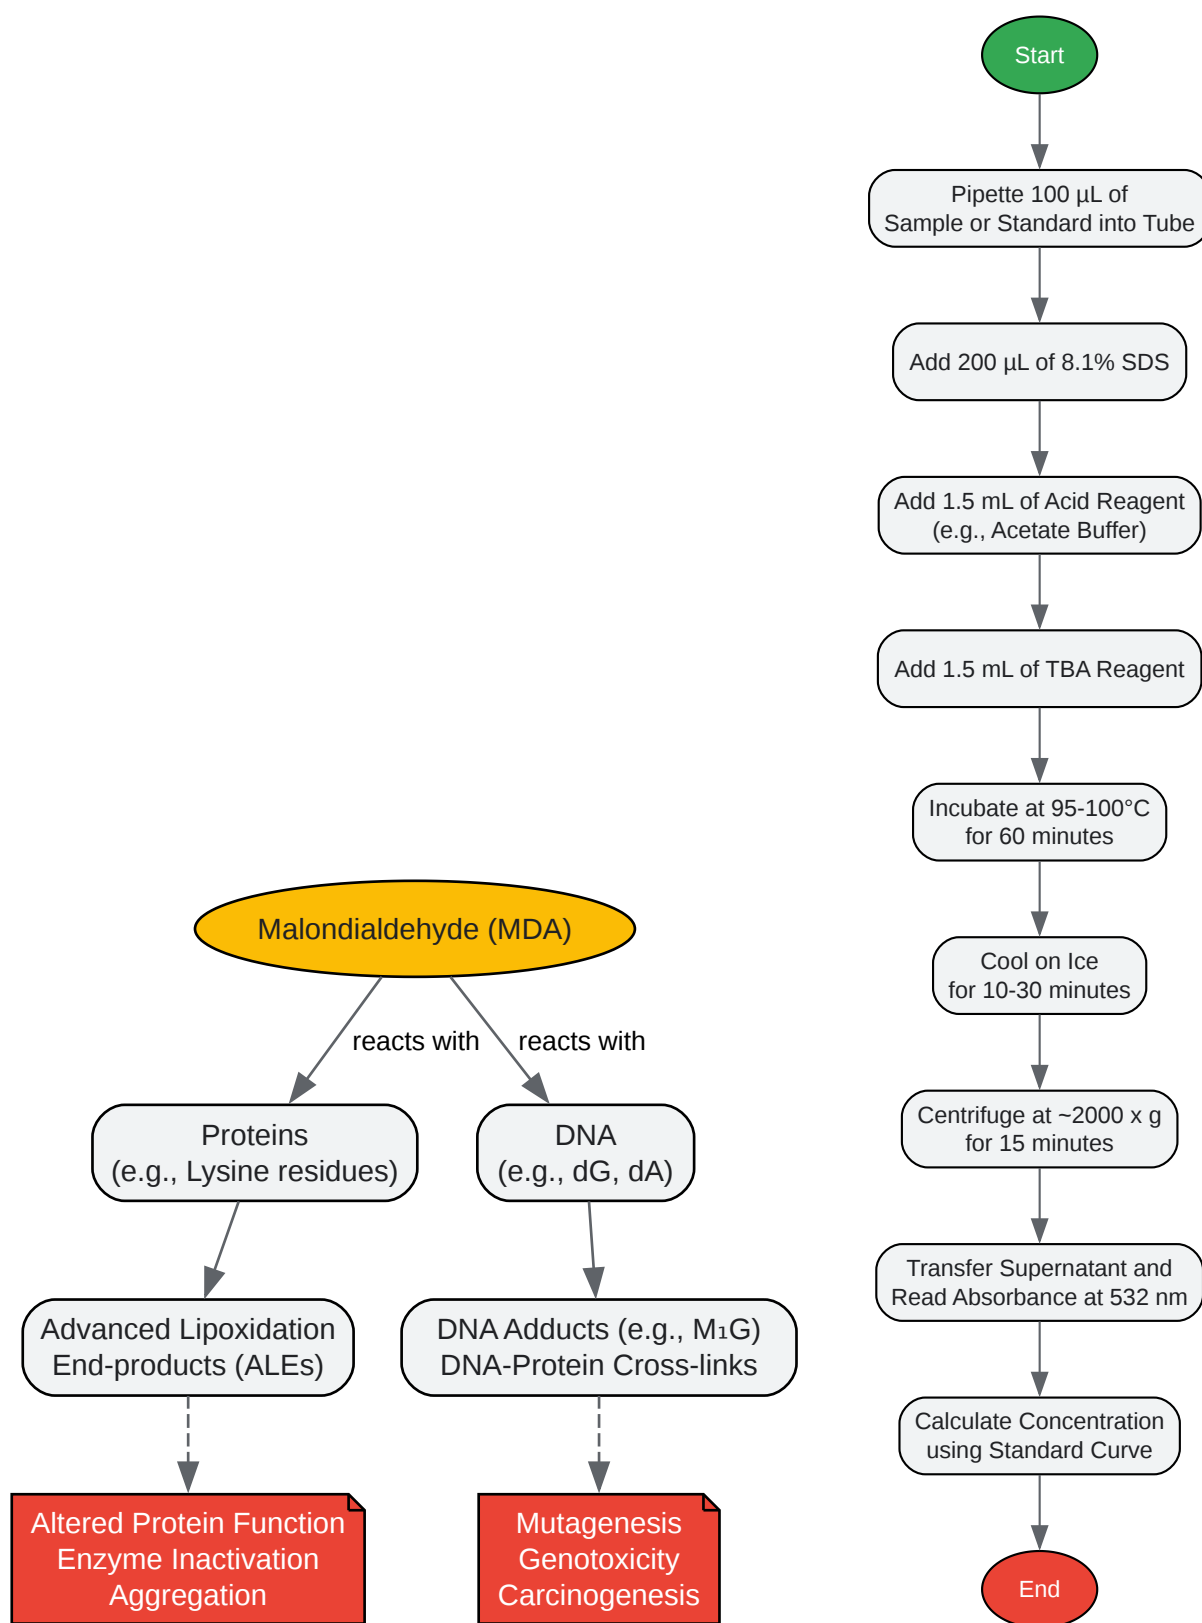 Start
Pipette 100 µL of
Sample or Standard into Tube
Add 200 µL of 8.1% SDS
Add 1.5 mL of Acid Reagent
(e.g., Acetate Buffer)
Add 1.5 mL of TBA Reagent
Incubate at 95-100°C
for 60 minutes
Cool on Ice
for 10-30 minutes
Centrifuge at ~2000 x g
for 15 minutes
Transfer Supernatant and
Read Absorbance at 532 nm
Calculate Concentration
using Standard Curve
End
Malondialdehyde (MDA)
reacts with
reacts with
Proteins
(e.g., Lysine residues)
DNA
(e.g., dG, dA)
Advanced Lipoxidation
End-products (ALEs)
DNA Adducts (e.g., M₁G)
DNA-Protein Cross-links
Altered Protein Function
Enzyme Inactivation
Aggregation
Mutagenesis
Genotoxicity
Carcinogenesis